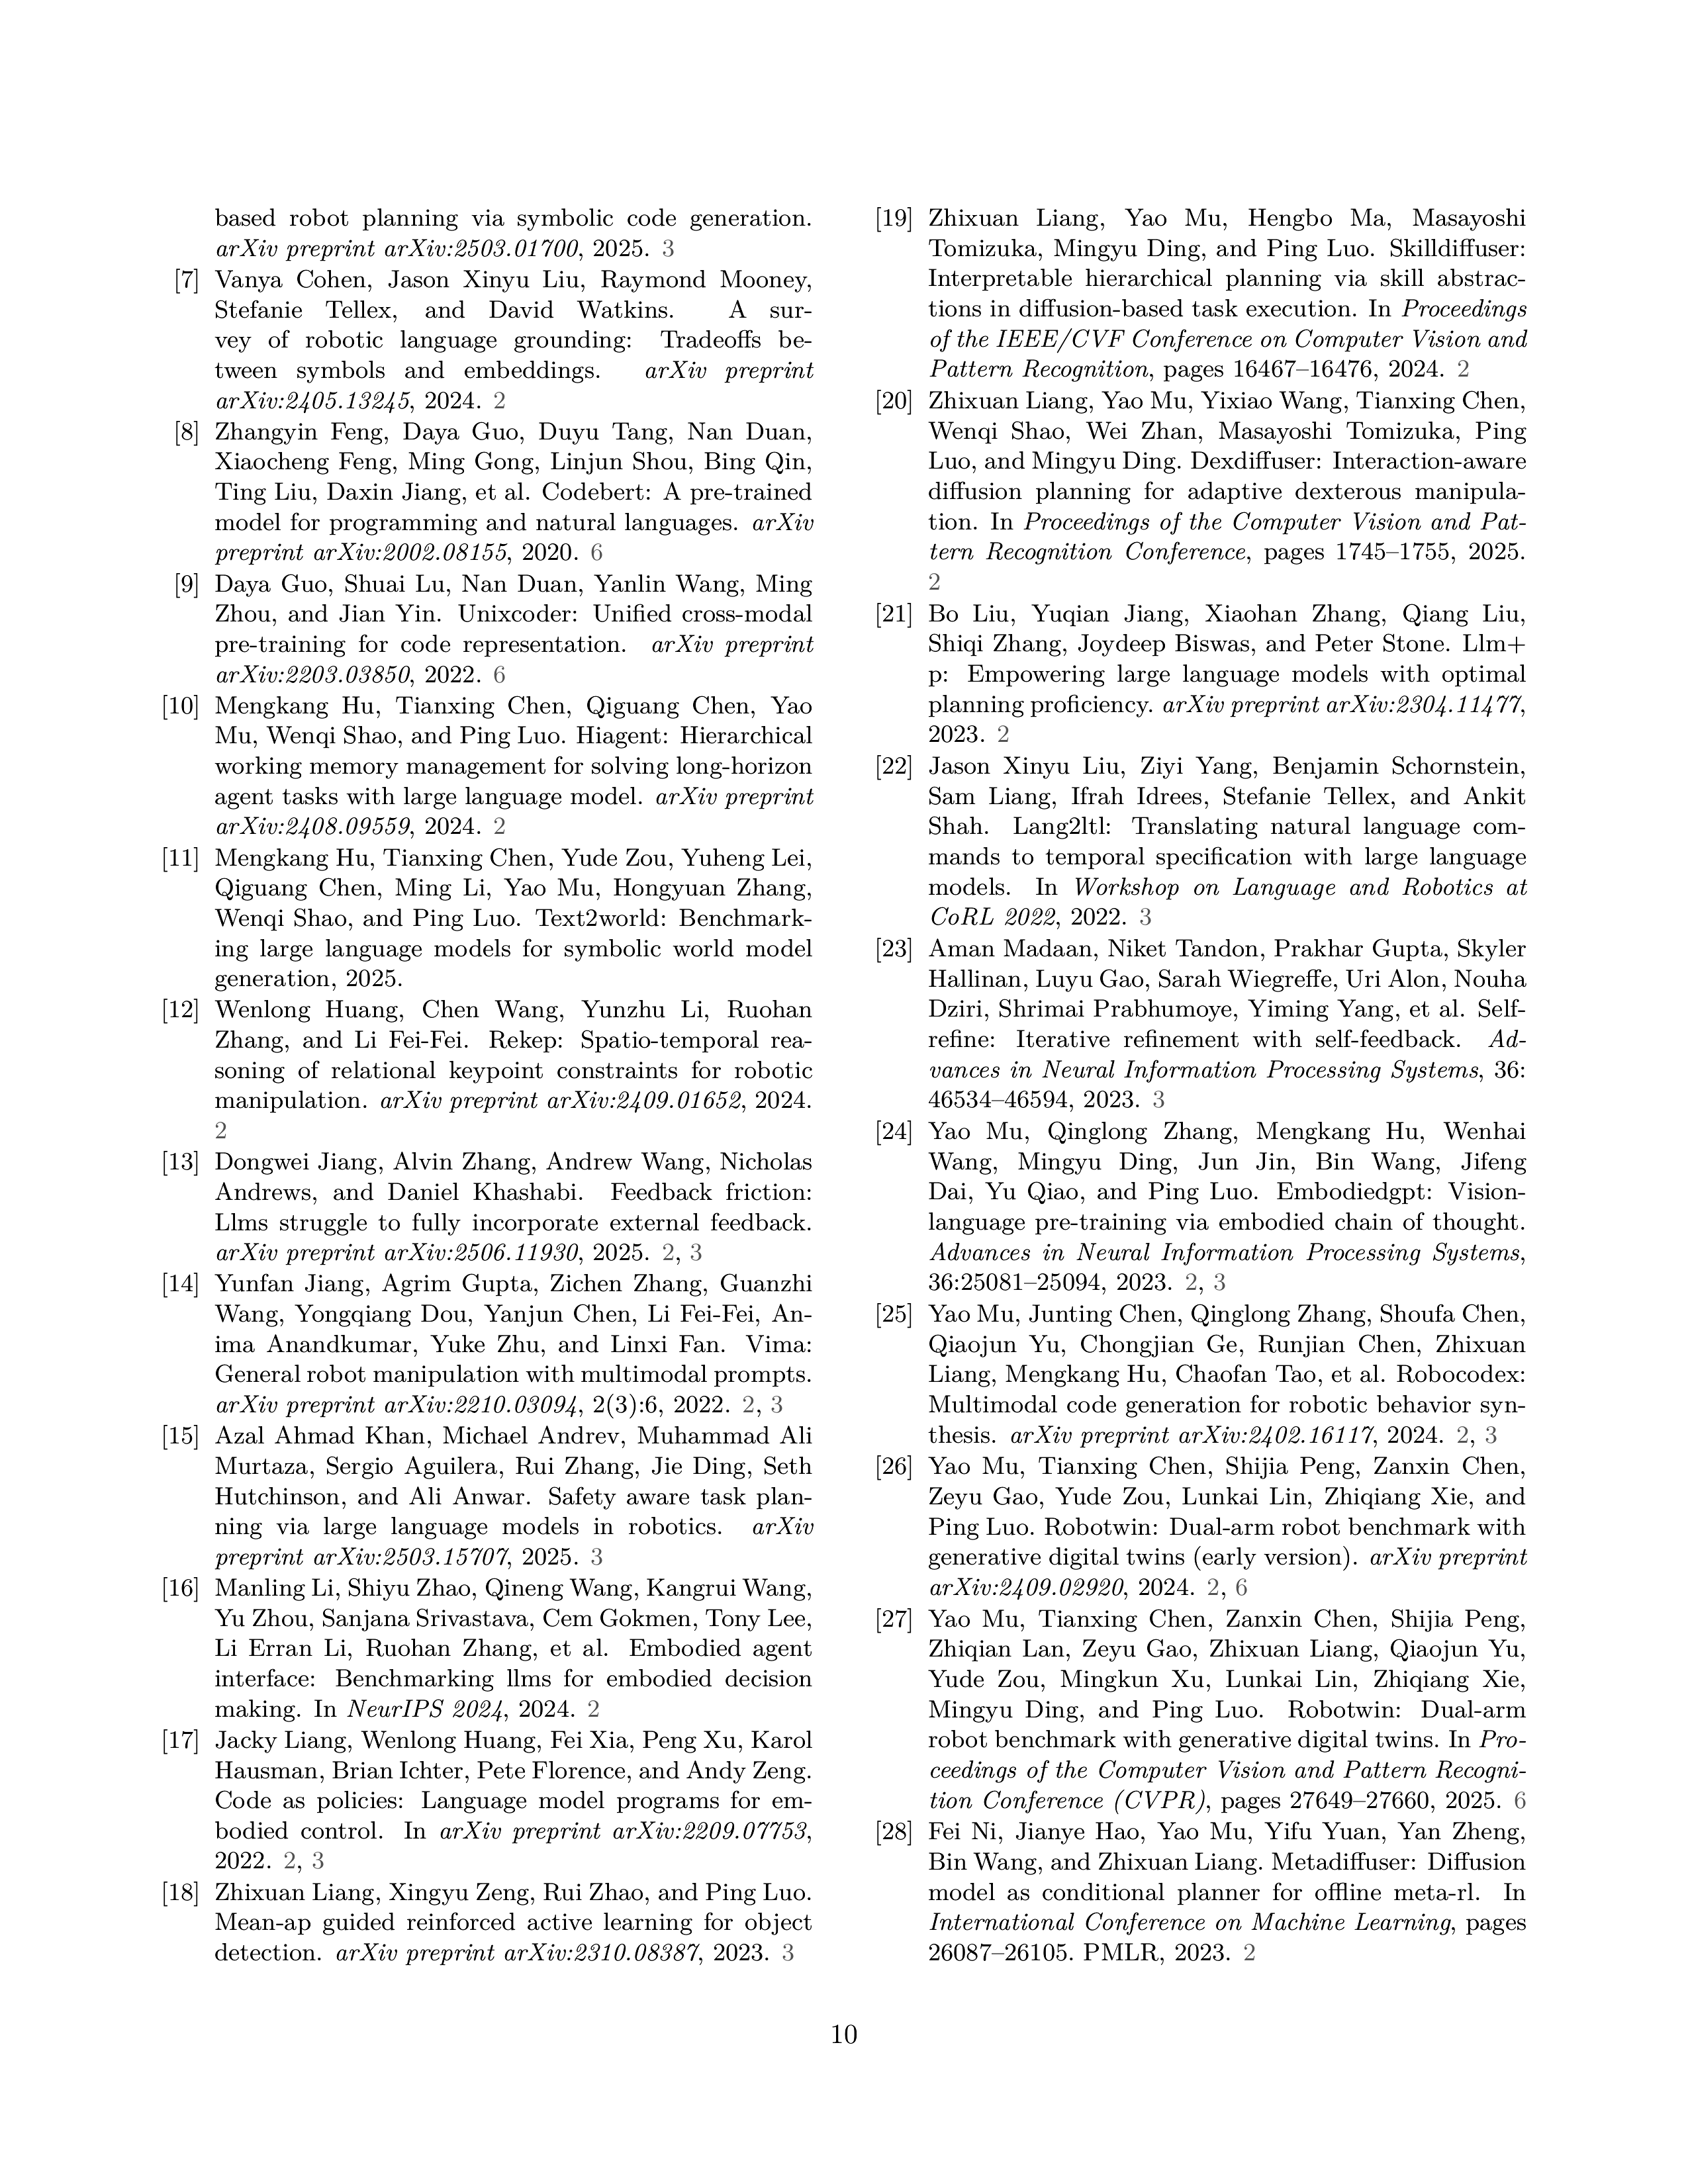 based robot planning via symbolic code generation.
arXiv preprint arXiv:2503.01700, 2025. 3
[7] Vanya Cohen, Jason Xinyu Liu, Raymond Mooney,
Stefanie Tellex, and David Watkins. A sur-
vey of robotic language grounding: Tradeoffs be-
tween symbols and embeddings. arXiv preprint
arXiv:2405.13245, 2024. 2
[8] Zhangyin Feng, Daya Guo, Duyu Tang, Nan Duan,
Xiaocheng Feng, Ming Gong, Linjun Shou, Bing Qin,
Ting Liu, Daxin Jiang, et al. Codebert: A pre-trained
model for programming and natural languages. arXiv
preprint arXiv:2002.08155, 2020. 6
[9] Daya Guo, Shuai Lu, Nan Duan, Yanlin Wang, Ming
Zhou, and Jian Yin. Unixcoder: Unified cross-modal
pre-training for code representation. arXiv preprint
arXiv:2203.03850, 2022. 6
[10] Mengkang Hu, Tianxing Chen, Qiguang Chen, Yao
Mu, Wenqi Shao, and Ping Luo. Hiagent: Hierarchical
working memory management for solving long-horizon
agent tasks with large language model. arXiv preprint
arXiv:2408.09559, 2024. 2
[11] Mengkang Hu, Tianxing Chen, Yude Zou, Yuheng Lei,
Qiguang Chen, Ming Li, Yao Mu, Hongyuan Zhang,
Wenqi Shao, and Ping Luo. Text2world: Benchmark-
ing large language models for symbolic world model
generation, 2025.
[12] Wenlong Huang, Chen Wang, Yunzhu Li, Ruohan
Zhang, and Li Fei-Fei. Rekep: Spatio-temporal rea-
soning of relational keypoint constraints for robotic
manipulation. arXiv preprint arXiv:2409.01652, 2024.
2
[13] Dongwei Jiang, Alvin Zhang, Andrew Wang, Nicholas
Andrews, and Daniel Khashabi. Feedback friction:
Llms struggle to fully incorporate external feedback.
arXiv preprint arXiv:2506.11930, 2025. 2, 3
[14] Yunfan Jiang, Agrim Gupta, Zichen Zhang, Guanzhi
Wang, Yongqiang Dou, Yanjun Chen, Li Fei-Fei, An-
ima Anandkumar, Yuke Zhu, and Linxi Fan. Vima:
General robot manipulation with multimodal prompts.
arXiv preprint arXiv:2210.03094, 2(3):6, 2022. 2, 3
[15] Azal Ahmad Khan, Michael Andrev, Muhammad Ali
Murtaza, Sergio Aguilera, Rui Zhang, Jie Ding, Seth
Hutchinson, and Ali Anwar. Safety aware task plan-
ning via large language models in robotics. arXiv
preprint arXiv:2503.15707, 2025. 3
[16] Manling Li, Shiyu Zhao, Qineng Wang, Kangrui Wang,
Yu Zhou, Sanjana Srivastava, Cem Gokmen, Tony Lee,
Li Erran Li, Ruohan Zhang, et al. Embodied agent
interface: Benchmarking llms for embodied decision
making. In NeurIPS 2024, 2024. 2
[17] Jacky Liang, Wenlong Huang, Fei Xia, Peng Xu, Karol
Hausman, Brian Ichter, Pete Florence, and Andy Zeng.
Code as policies: Language model programs for em-
bodied control. In arXiv preprint arXiv:2209.07753,
2022. 2, 3
[18] Zhixuan Liang, Xingyu Zeng, Rui Zhao, and Ping Luo.
Mean-ap guided reinforced active learning for object
detection. arXiv preprint arXiv:2310.08387, 2023. 3
[19] Zhixuan Liang, Yao Mu, Hengbo Ma, Masayoshi
Tomizuka, Mingyu Ding, and Ping Luo. Skilldiffuser:
Interpretable hierarchical planning via skill abstrac-
tions in diffusion-based task execution. In Proceedings
of the IEEE/CVF Conference on Computer Vision and
Pattern Recognition, pages 16467–16476, 2024. 2
[20] Zhixuan Liang, Yao Mu, Yixiao Wang, Tianxing Chen,
Wenqi Shao, Wei Zhan, Masayoshi Tomizuka, Ping
Luo, and Mingyu Ding. Dexdiffuser: Interaction-aware
diffusion planning for adaptive dexterous manipula-
tion. In Proceedings of the Computer Vision and Pat-
tern Recognition Conference, pages 1745–1755, 2025.
2
[21] Bo Liu, Yuqian Jiang, Xiaohan Zhang, Qiang Liu,
Shiqi Zhang, Joydeep Biswas, and Peter Stone. Llm+
p: Empowering large language models with optimal
planning proficiency. arXiv preprint arXiv:2304.11477,
2023. 2
[22] Jason Xinyu Liu, Ziyi Yang, Benjamin Schornstein,
Sam Liang, Ifrah Idrees, Stefanie Tellex, and Ankit
Shah. Lang2ltl: Translating natural language com-
mands to temporal specification with large language
models. In Workshop on Language and Robotics at
CoRL 2022, 2022. 3
[23] Aman Madaan, Niket Tandon, Prakhar Gupta, Skyler
Hallinan, Luyu Gao, Sarah Wiegreffe, Uri Alon, Nouha
Dziri, Shrimai Prabhumoye, Yiming Yang, et al. Self-
refine: Iterative refinement with self-feedback. Ad-
vances in Neural Information Processing Systems, 36:
46534–46594, 2023. 3
[24] Yao Mu, Qinglong Zhang, Mengkang Hu, Wenhai
Wang, Mingyu Ding, Jun Jin, Bin Wang, Jifeng
Dai, Yu Qiao, and Ping Luo. Embodiedgpt: Vision-
language pre-training via embodied chain of thought.
Advances in Neural Information Processing Systems,
36:25081–25094, 2023. 2, 3
[25] Yao Mu, Junting Chen, Qinglong Zhang, Shoufa Chen,
Qiaojun Yu, Chongjian Ge, Runjian Chen, Zhixuan
Liang, Mengkang Hu, Chaofan Tao, et al. Robocodex:
Multimodal code generation for robotic behavior syn-
thesis. arXiv preprint arXiv:2402.16117, 2024. 2, 3
[26] Yao Mu, Tianxing Chen, Shijia Peng, Zanxin Chen,
Zeyu Gao, Yude Zou, Lunkai Lin, Zhiqiang Xie, and
Ping Luo. Robotwin: Dual-arm robot benchmark with
generative digital twins (early version). arXiv preprint
arXiv:2409.02920, 2024. 2, 6
[27] Yao Mu, Tianxing Chen, Zanxin Chen, Shijia Peng,
Zhiqian Lan, Zeyu Gao, Zhixuan Liang, Qiaojun Yu,
Yude Zou, Mingkun Xu, Lunkai Lin, Zhiqiang Xie,
Mingyu Ding, and Ping Luo. Robotwin: Dual-arm
robot benchmark with generative digital twins. In Pro-
ceedings of the Computer Vision and Pattern Recogni-
tion Conference (CVPR), pages 27649–27660, 2025. 6
[28] Fei Ni, Jianye Hao, Yao Mu, Yifu Yuan, Yan Zheng,
Bin Wang, and Zhixuan Liang. Metadiffuser: Diffusion
model as conditional planner for offline meta-rl. In
International Conference on Machine Learning, pages
26087–26105. PMLR, 2023. 2
10